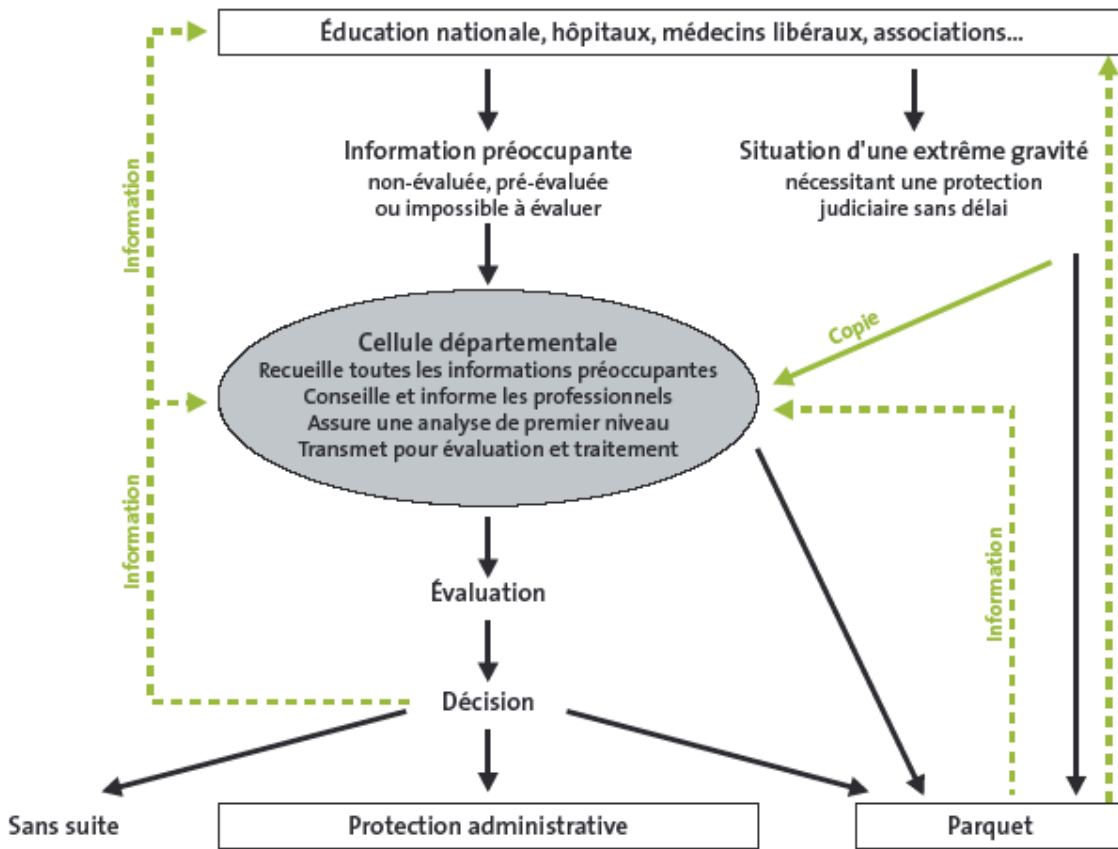 Éducation nationale, hôpitaux, médecins libéraux, associations...
Information préoccupante
non-évaluée, pré-évaluée
ou impossible à évaluer
Situation d'une extrême gravité
nécessitant une protection
judiciaire sans délai
Information
Copie
Cellule départementale
Recueille toutes les informations préoccupantes
Conseille et informe les professionnels
Assure une analyse de premier niveau
Transmet pour évaluation et traitement
Information
Information
Évaluation
Décision
Sans suite
Protection administrative
Parquet